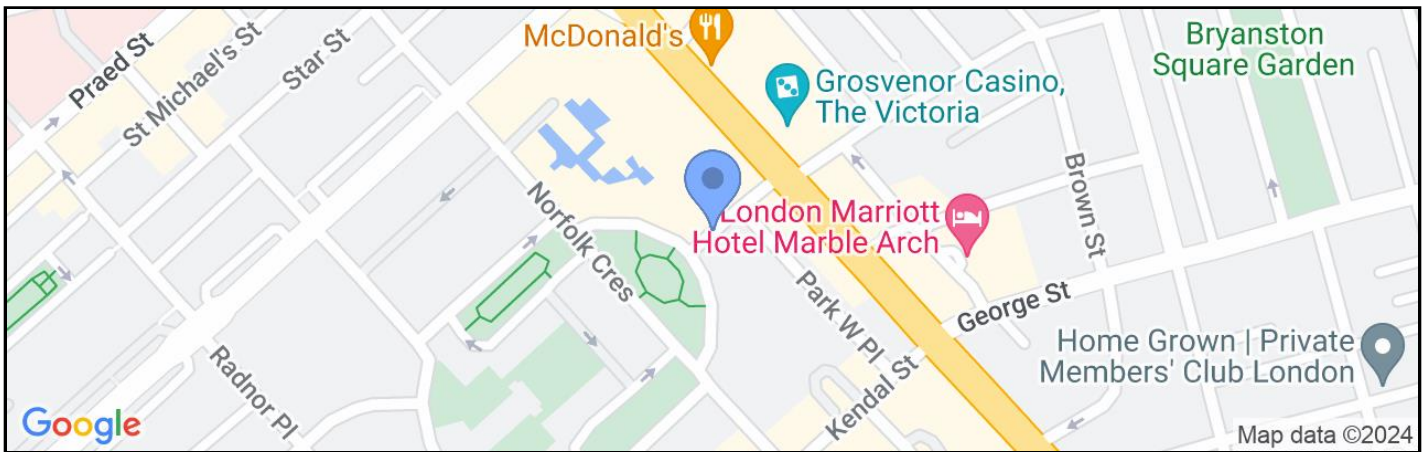 McDonald's
Bryanston
Square Garden
Praed St
St Michael's St
Star St
Grosvenor Casino,
The Victoria
Norfolk Cres
Brown St
London Marriott
Hotel Marble Arch
Park W Pl
George St
Radnor Pl
Kendal St
Home Grown | Private
Members' Club London
Google
Map data ©2024